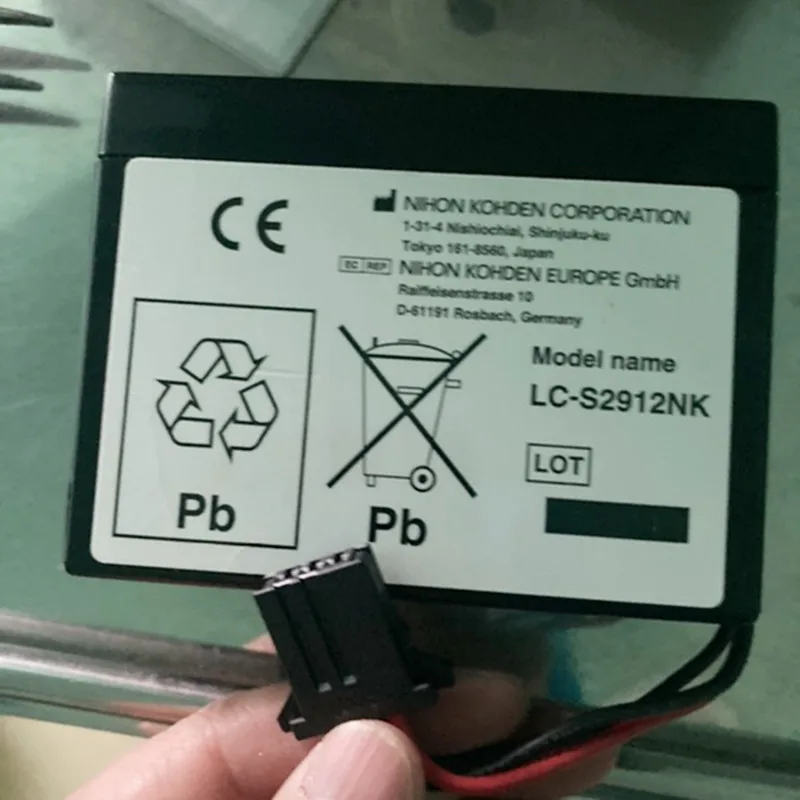 CE
NIHON KOHDEN CORPORATION
1-31-4 Nishiochiai, Shinjuku-ku
Tokyo 161-8560, Japan
EC REP NIHON KOHDEN EUROPE GmbH
Raiffeisenstrasse 10
D-61191 Rosbach, Germany
Model name
LC-S2912NK
LOT
Pb
Pb